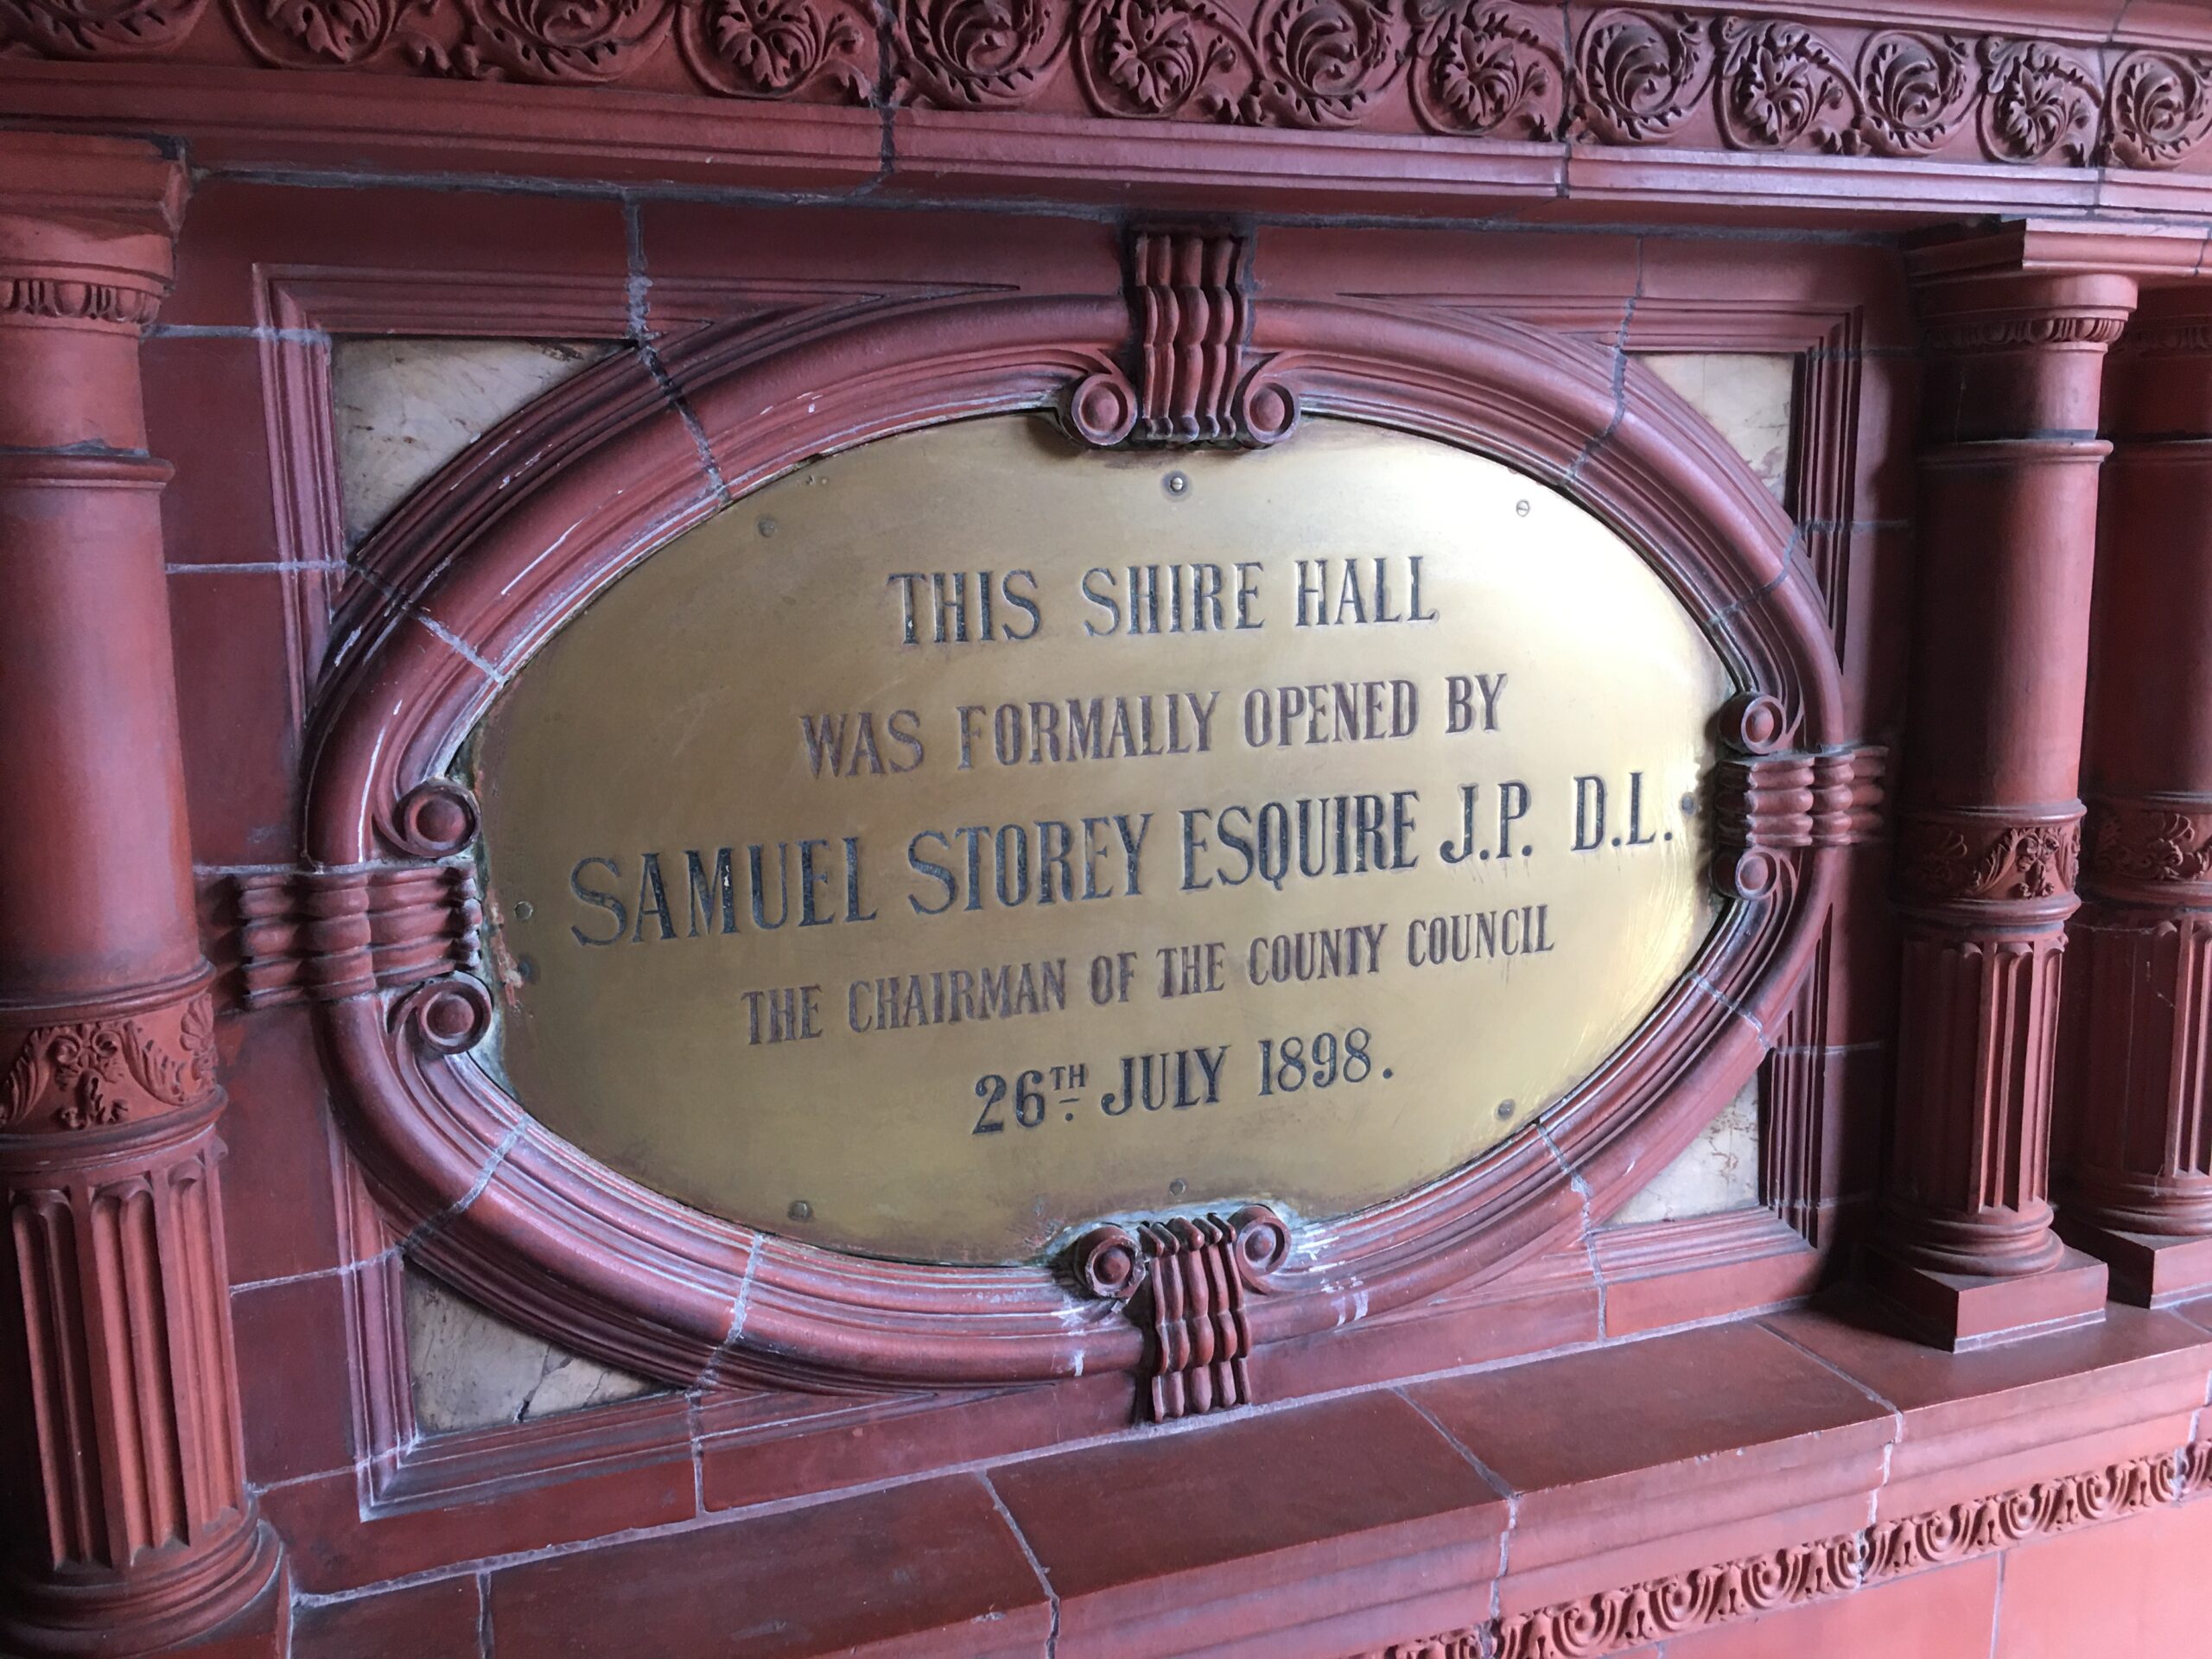 THIS SHIRE HALL
WAS FORMALLY OPENED BY
SAMUEL STOREY ESQUIRE J.P. D.L.
THE CHAIRMAN OF THE COUNTY COUNCIL
26TH JULY 1898.